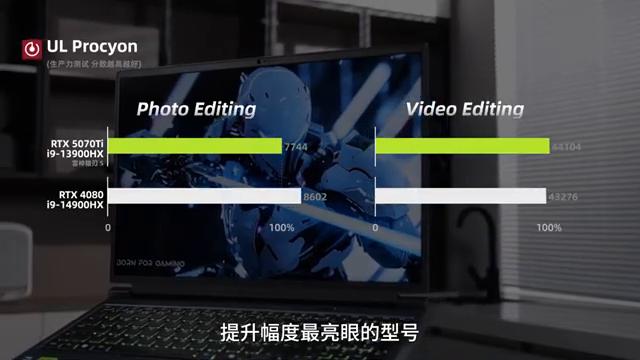 UL Procyon
(生产力测试 分数越高越好)
Photo Editing
Video Editing
RTX 5070Ti
i9-13900HX
雷神猎刃 S
7744
44104
RTX 4080
i9-14900HX
8602
43276
0
100%
0
100%
BORN FOR GAMING
提升幅度最亮眼的型号